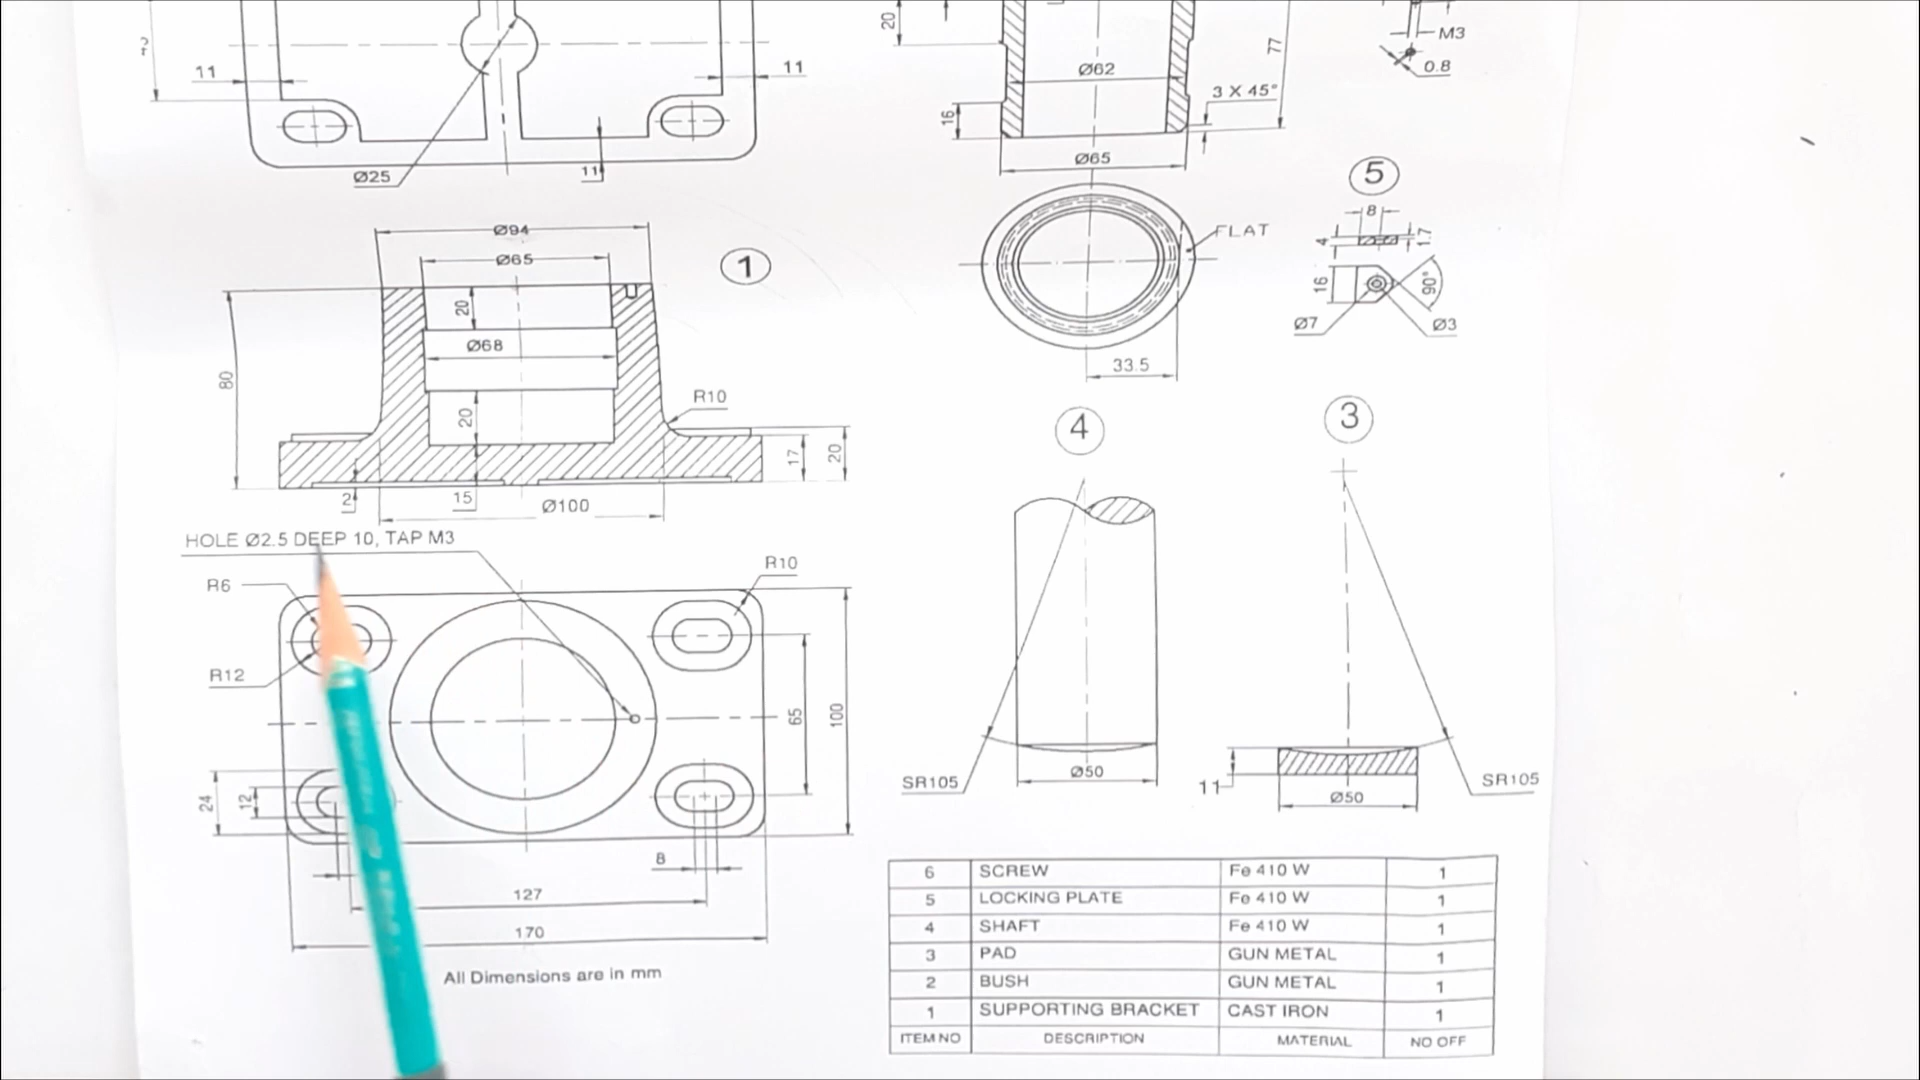 11
11
Ø25
11
20
Ø62
77
3 X 45°
16
Ø65
M3
0.8
Ø94
Ø65
1
20
Ø68
80
20
R10
17
20
2
15
Ø100
FLAT
33.5
5
8
4
1.7
16
90°
Ø7
Ø3
HOLE Ø2.5 DEEP 10, TAP M3
R6
R10
R12
65
100
24
12
8
127
170
All Dimensions are in mm
4
SR105
Ø50
3
11
Ø50
SR105
6 SCREW Fe 410 W 1
5 LOCKING PLATE Fe 410 W 1
4 SHAFT Fe 410 W 1
3 PAD GUN METAL 1
2 BUSH GUN METAL 1
1 SUPPORTING BRACKET CAST IRON 1
ITEM NO DESCRIPTION MATERIAL NO OFF